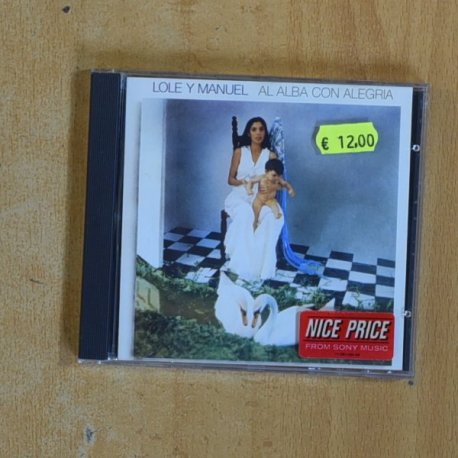 LOLE Y MANUEL AL ALBA CON ALEGRIA
€ 12,00
NICE PRICE
FROM SONY MUSIC